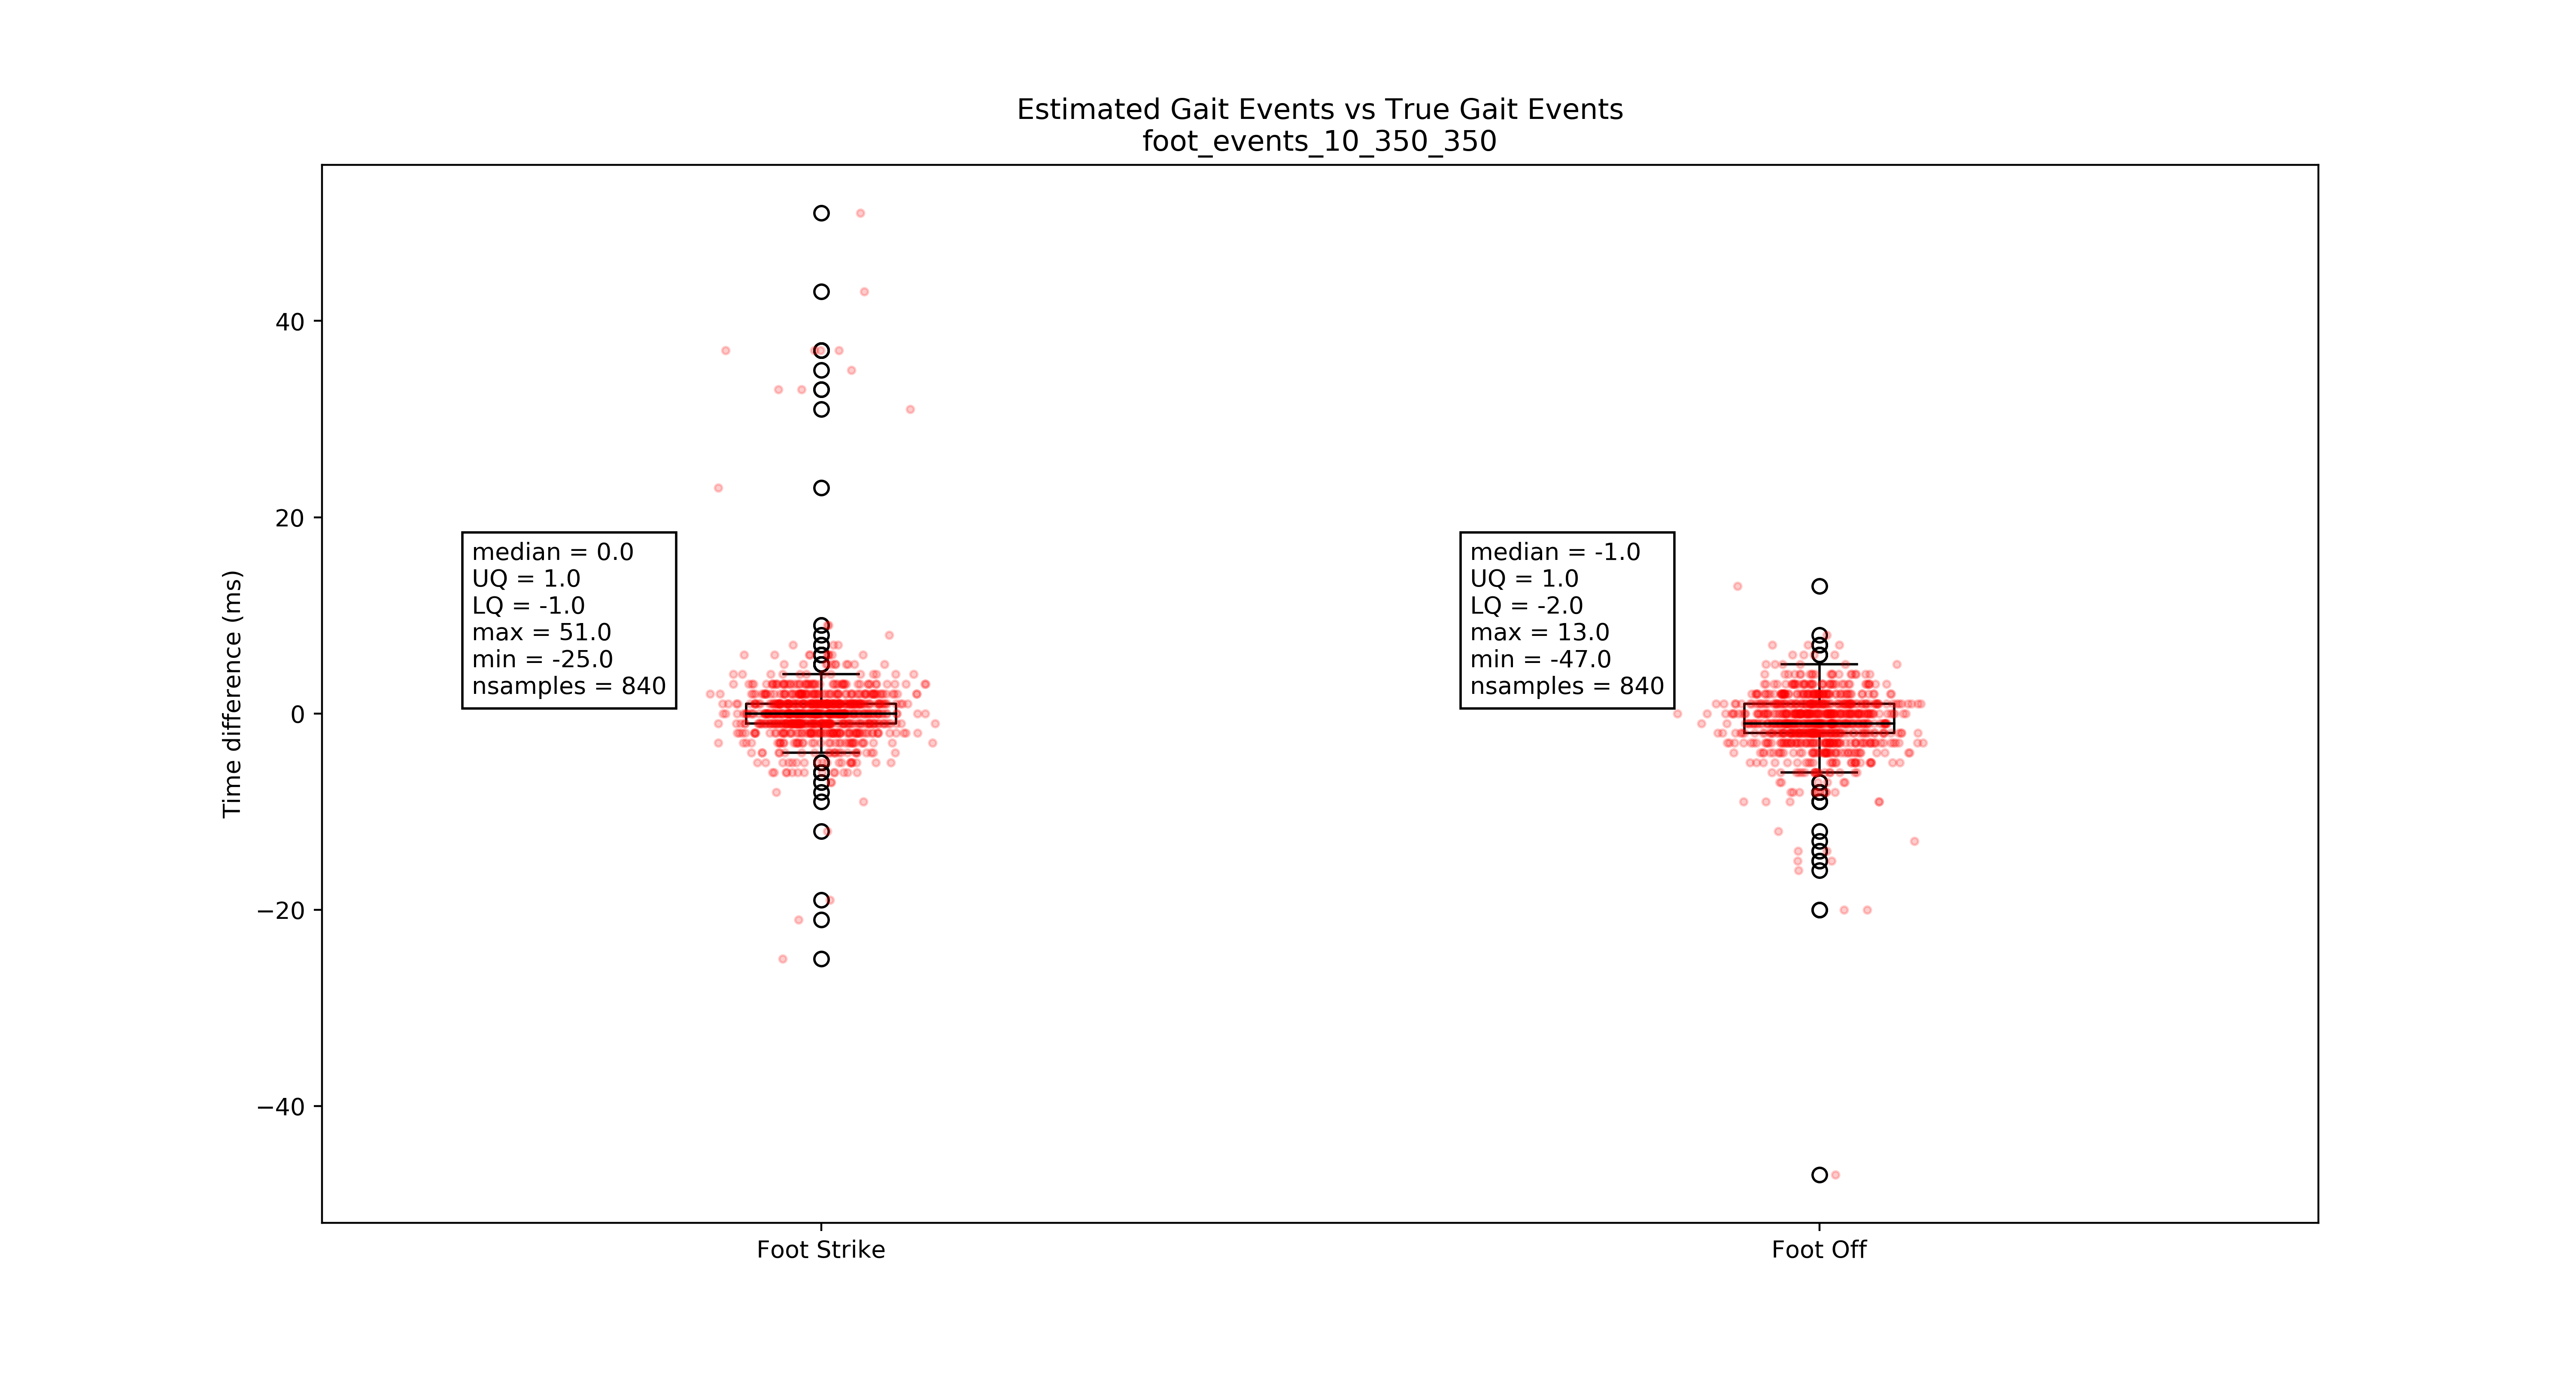 Estimated Gait Events vs True Gait Events
foot_events_10_350_350
Time difference (ms)
40
20
0
−20
−40
median = 0.0
UQ = 1.0
LQ = -1.0
max = 51.0
min = -25.0
nsamples = 840
median = -1.0
UQ = 1.0
LQ = -2.0
max = 13.0
min = -47.0
nsamples = 840
Foot Strike
Foot Off